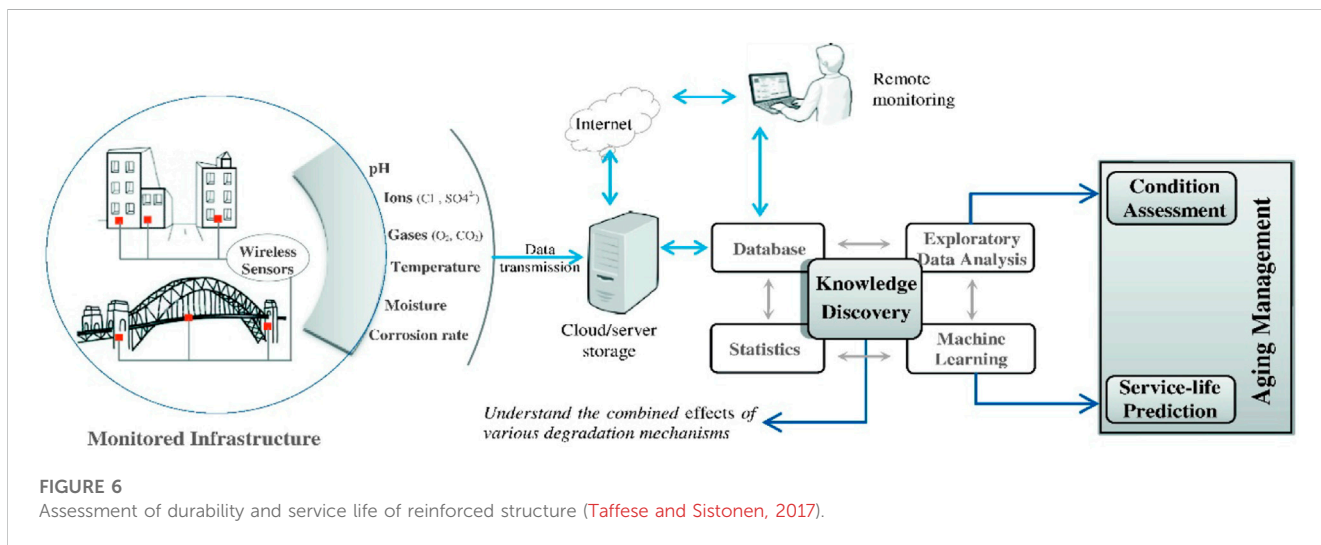 Remote
monitoring
Internet
pH
Ions (Cl⁻, SO4²⁻)
Gases (O₂, CO₂)
Temperature
Moisture
Corrosion rate
Wireless
Sensors
Monitored Infrastructure
Data
transmission
Cloud/server
storage
Database
Exploratory
Data Analysis
Knowledge
Discovery
Statistics
Machine
Learning
Understand the combined effects of
various degradation mechanisms
Condition
Assessment
Service-life
Prediction
Aging Management
FIGURE 6
Assessment of durability and service life of reinforced structure (Taffese and Sistonen, 2017).